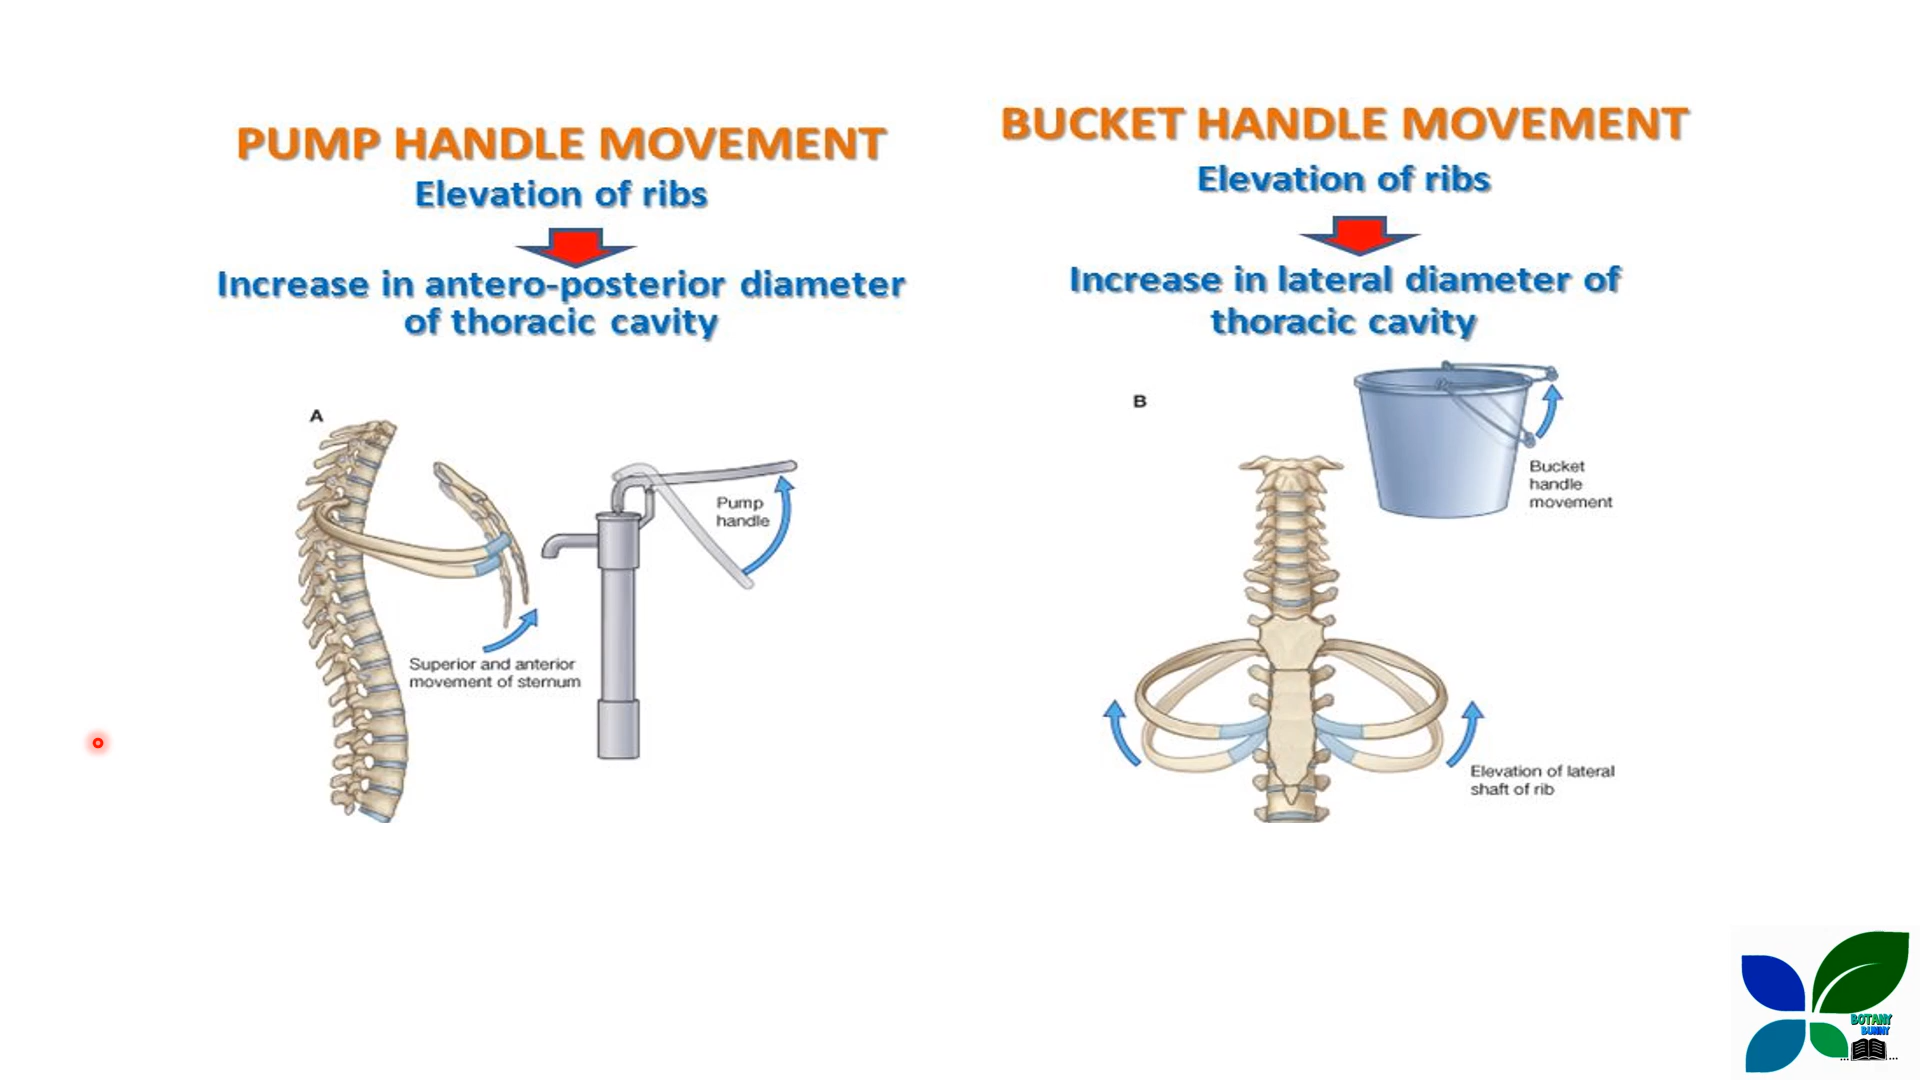 PUMP HANDLE MOVEMENT
Elevation of ribs
Increase in antero-posterior diameter
of thoracic cavity
A
Pump
handle
Superior and anterior
movement of sternum
BUCKET HANDLE MOVEMENT
Elevation of ribs
Increase in lateral diameter of
thoracic cavity
B
Bucket
handle
movement
Elevation of lateral
shaft of rib
BOTANY
BUNNY